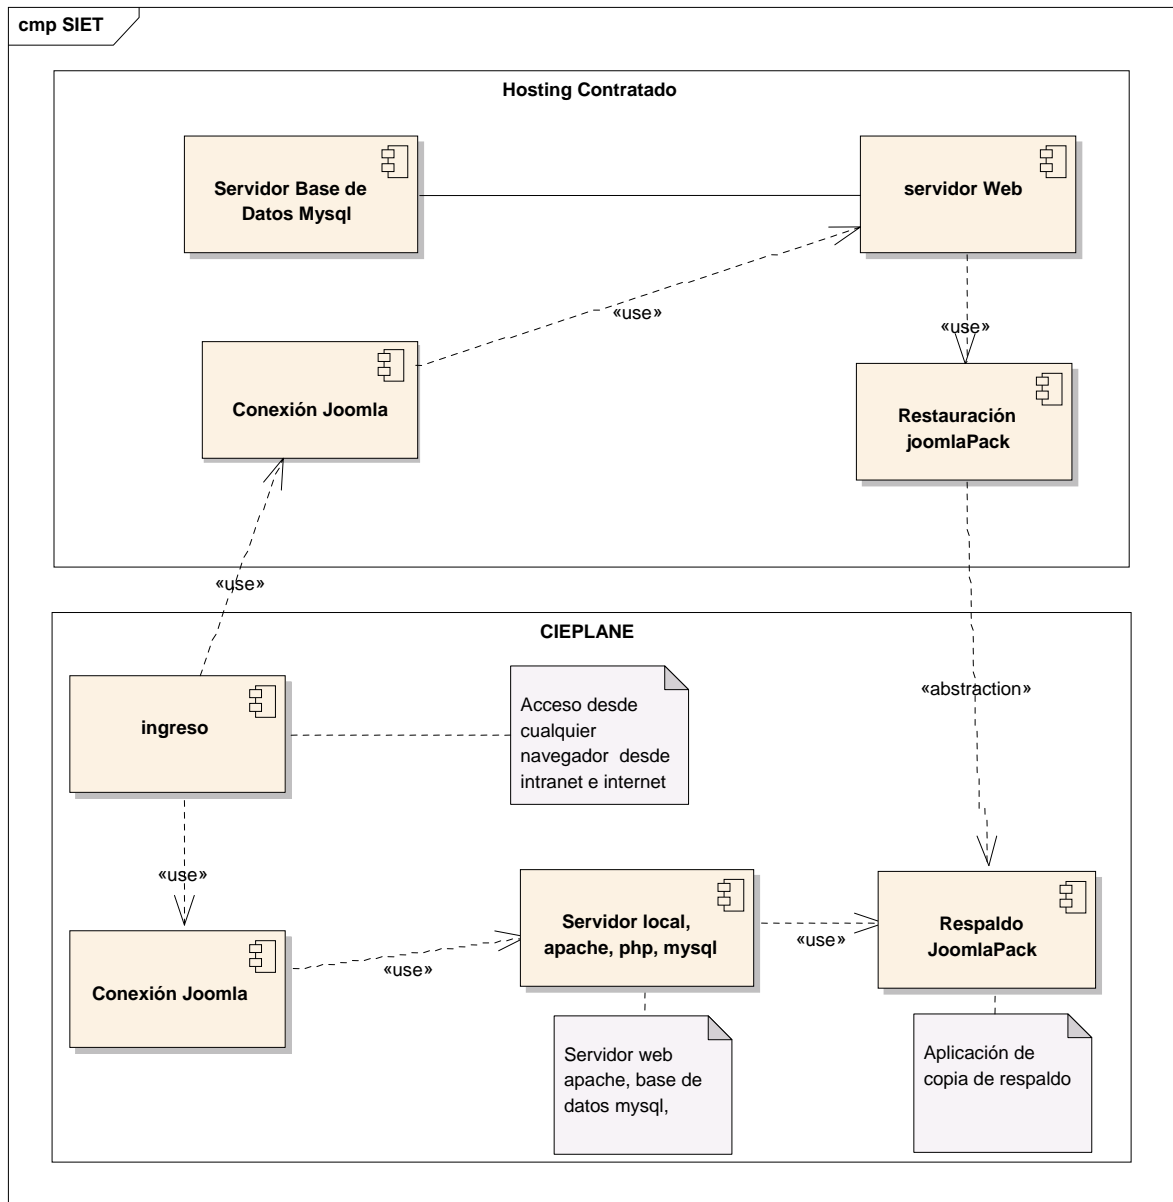 cmp SIET
Hosting Contratado
Servidor Base de
Datos Mysql
servidor Web
«use»
«use»
Conexión Joomla
Restauración
joomlaPack
«use»
CIEPLANE
ingreso
Acceso desde
cualquier
navegador desde
intranet e internet
«abstraction»
«use»
Servidor local,
apache, php, mysql
Respaldo
JoomlaPack
«use»
«use»
Conexión Joomla
Servidor web
apache, base de
datos mysql,
Aplicación de
copia de respaldo